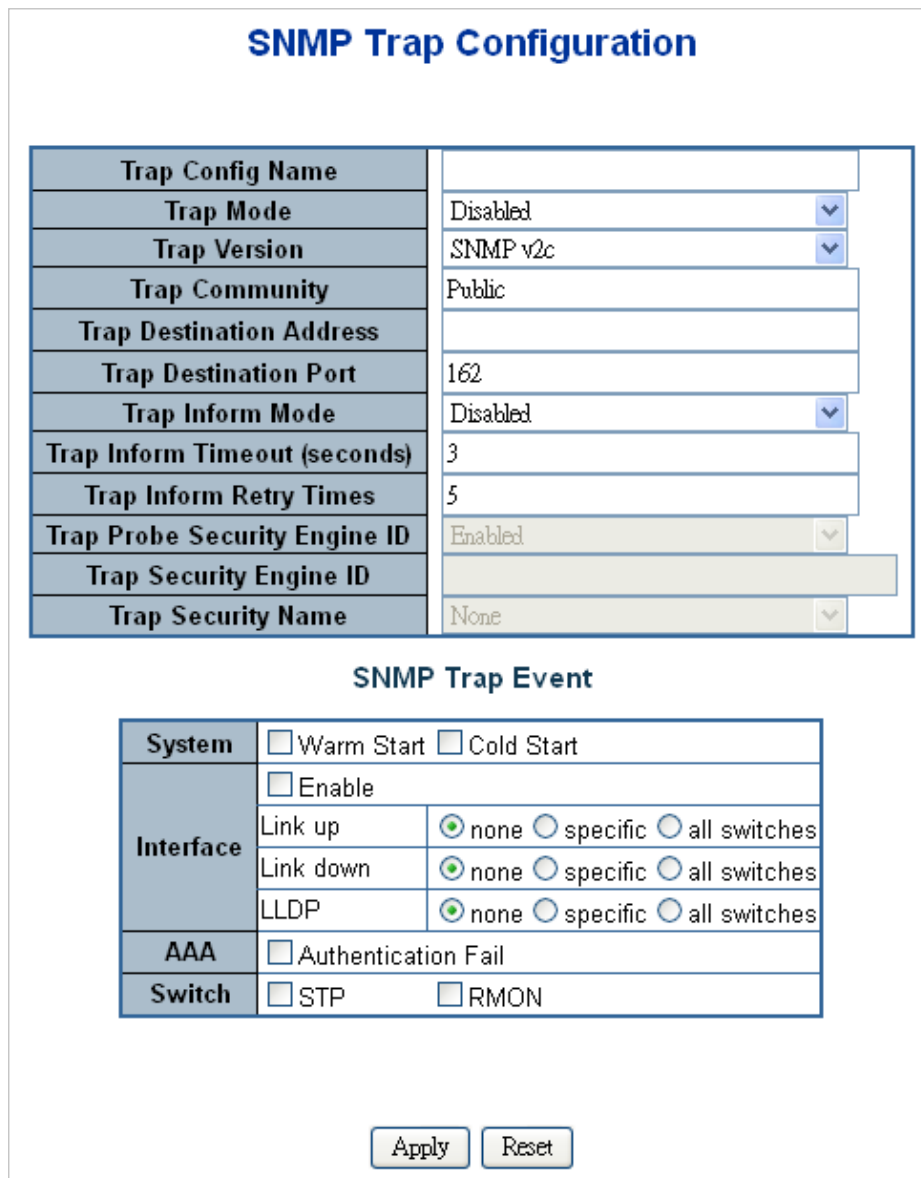 SNMP Trap Configuration
Trap Config Name
Trap Mode Disabled
Trap Version SNMP v2c
Trap Community Public
Trap Destination Address
Trap Destination Port 162
Trap Inform Mode Disabled
Trap Inform Timeout (seconds) 3
Trap Inform Retry Times 5
Trap Probe Security Engine ID Enabled
Trap Security Engine ID
Trap Security Name None
SNMP Trap Event
System Warm Start Cold Start
Interface Enable
Link up none specific all switches
Link down none specific all switches
LLDP none specific all switches
AAA Authentication Fail
Switch STP RMON
Apply Reset